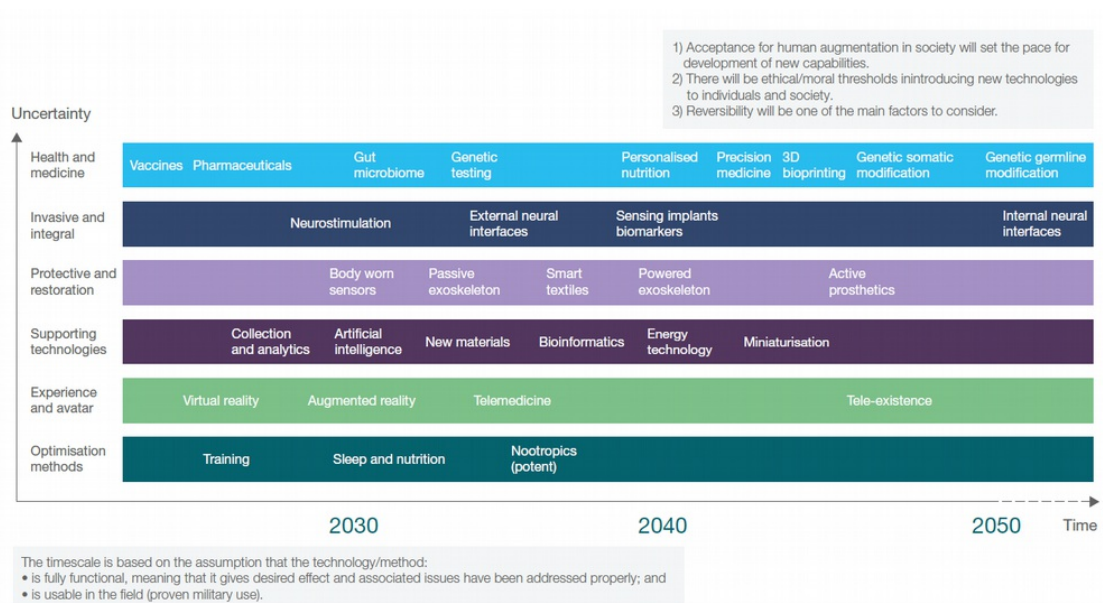 1) Acceptance for human augmentation in society will set the pace for
development of new capabilities.
2) There will be ethical/moral thresholds inintroducing new technologies
to individuals and society.
3) Reversibility will be one of the main factors to consider.
Uncertainty
Health and
medicine
Vaccines
Pharmaceuticals
Gut
microbiome
Genetic
testing
Personalised
nutrition
Precision
medicine
3D
bioprinting
Genetic somatic
modification
Genetic germline
modification
Invasive and
integral
Neurostimulation
External neural
interfaces
Sensing implants
biomarkers
Internal neural
interfaces
Protective and
restoration
Body worn
sensors
Passive
exoskeleton
Smart
textiles
Powered
exoskeleton
Active
prosthetics
Supporting
technologies
Collection
and analytics
Artificial
intelligence
New materials
Bioinformatics
Energy
technology
Miniaturisation
Experience
and avatar
Virtual reality
Augmented reality
Telemedicine
Tele-existence
Optimisation
methods
Training
Sleep and nutrition
Nootropics
(potent)
2030
2040
2050
Time
The timescale is based on the assumption that the technology/method:
• is fully functional, meaning that it gives desired effect and associated issues have been addressed properly; and
• is usable in the field (proven military use).